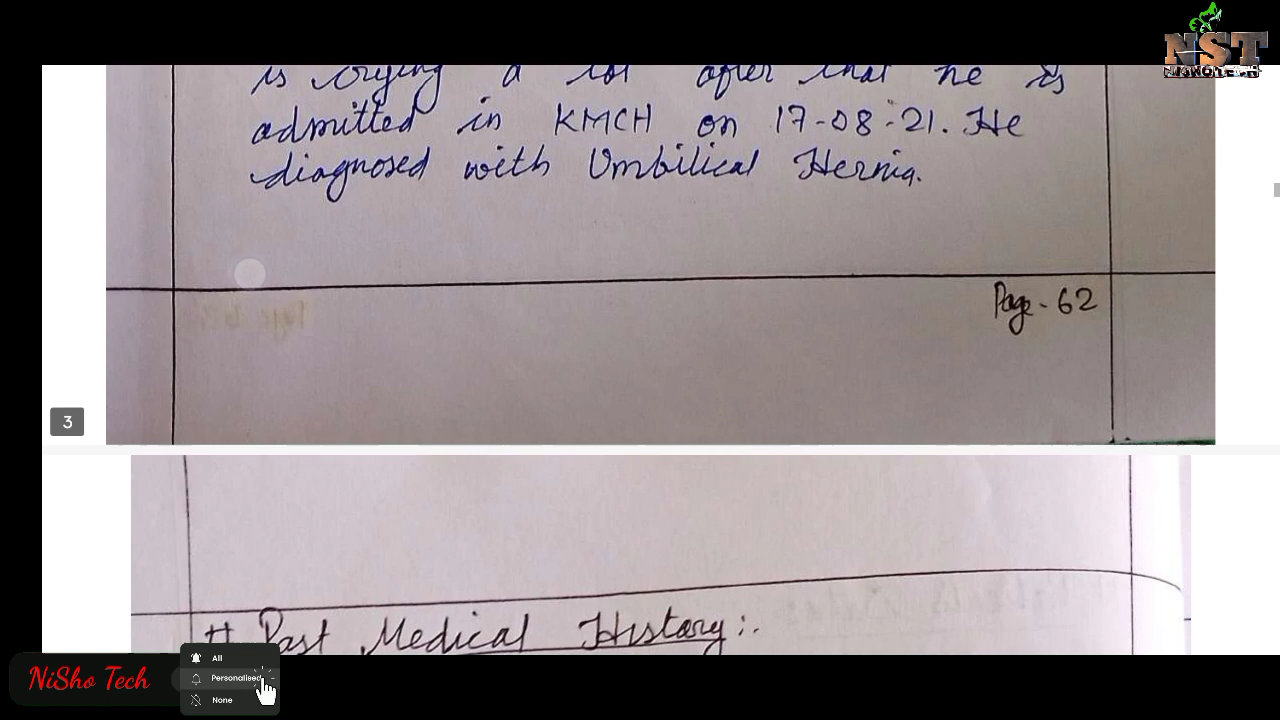 NST
is crying a lot after that he is
admitted in KMCH on 17-08-21. He
diagnosed with Umbilical Hernia.
Page - 62
3
# Past Medical History :-
All
NiSho Tech
Personalised
None